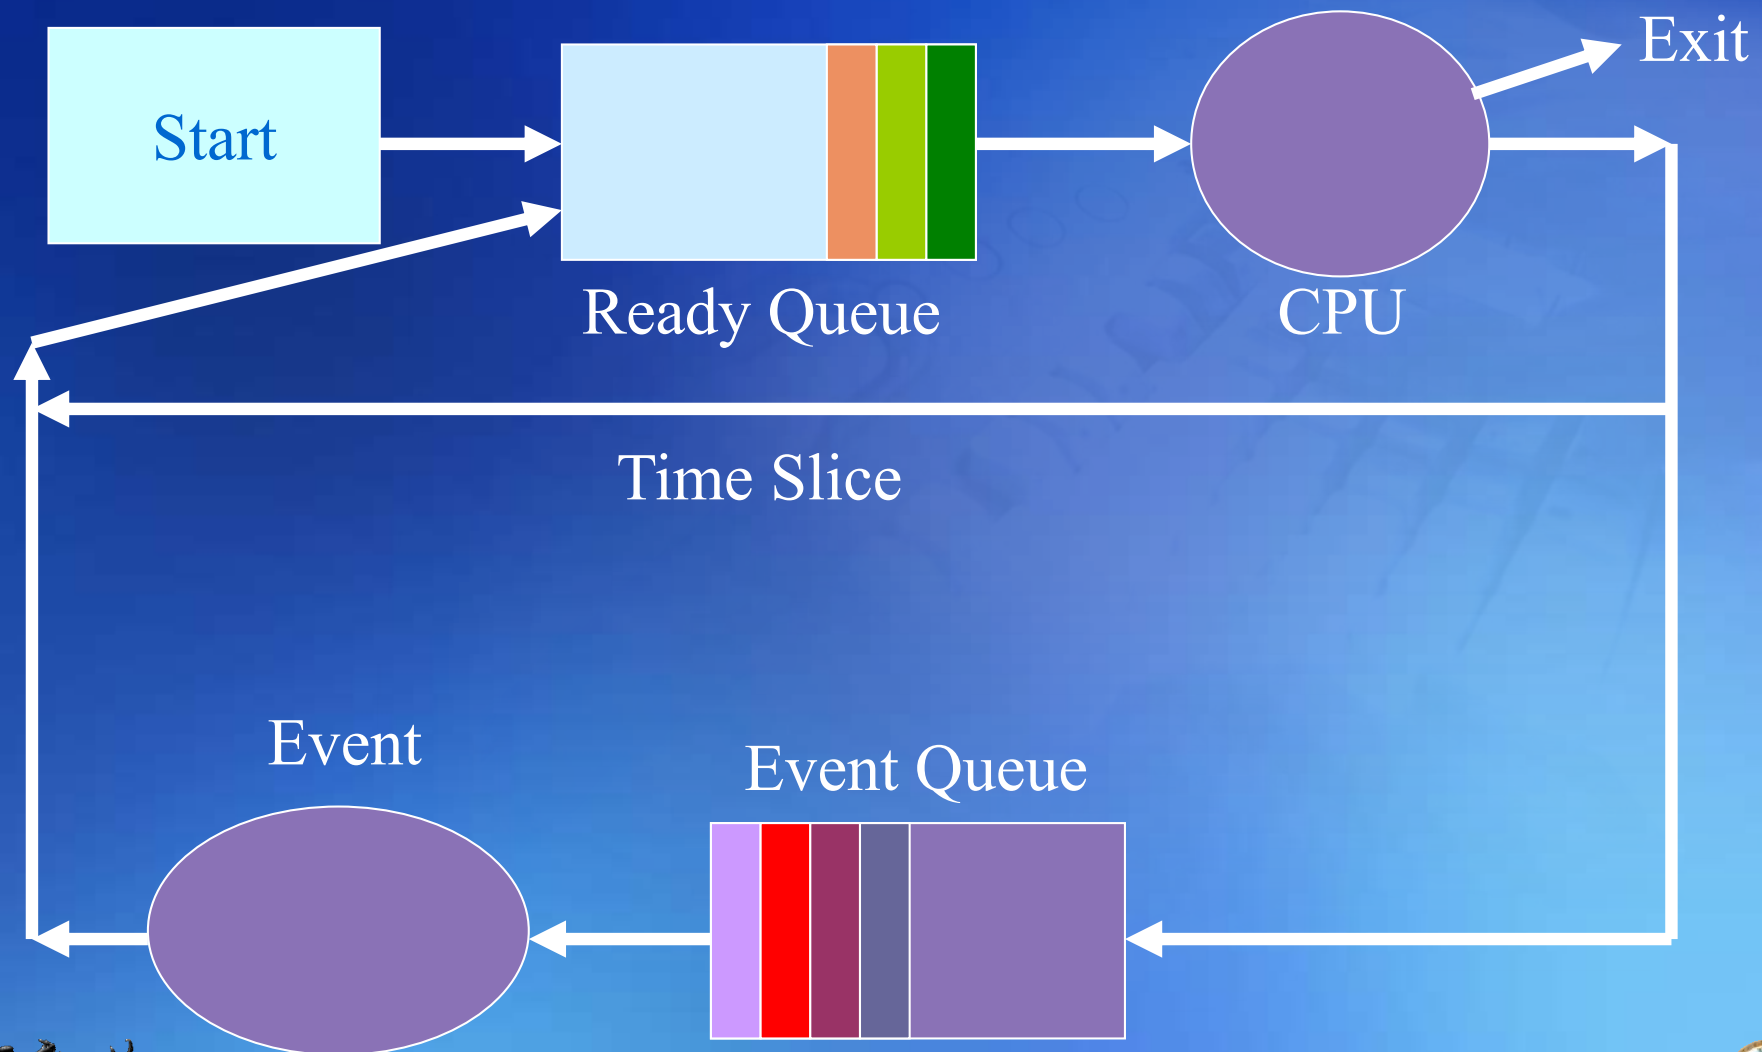 Start
Exit
Ready Queue
CPU
Time Slice
Event
Event Queue